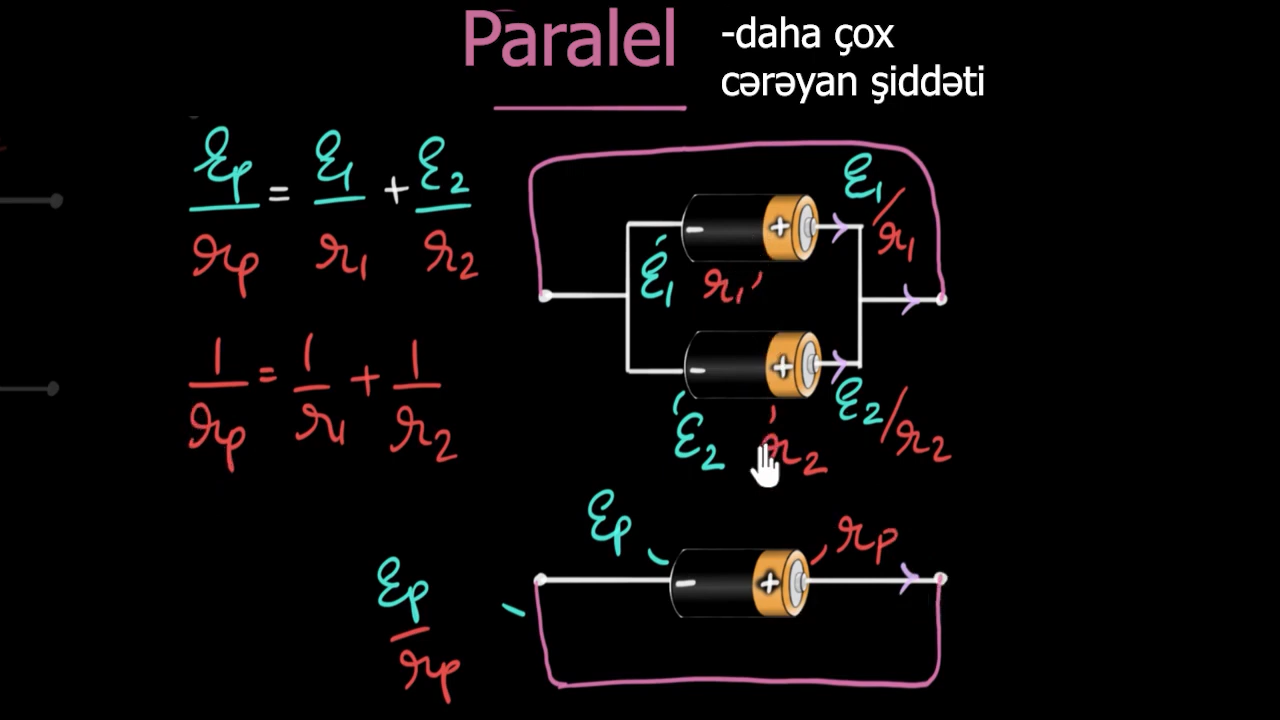 Paralel
-daha çox
cərəyan şiddəti
εp/rp = ε1/r1 + ε2/r2
1/rp = 1/r1 + 1/r2
- +
ε1/r1
ε1 r1
- +
ε2/r2
ε2 r2
εp rp
- +
εp/rp